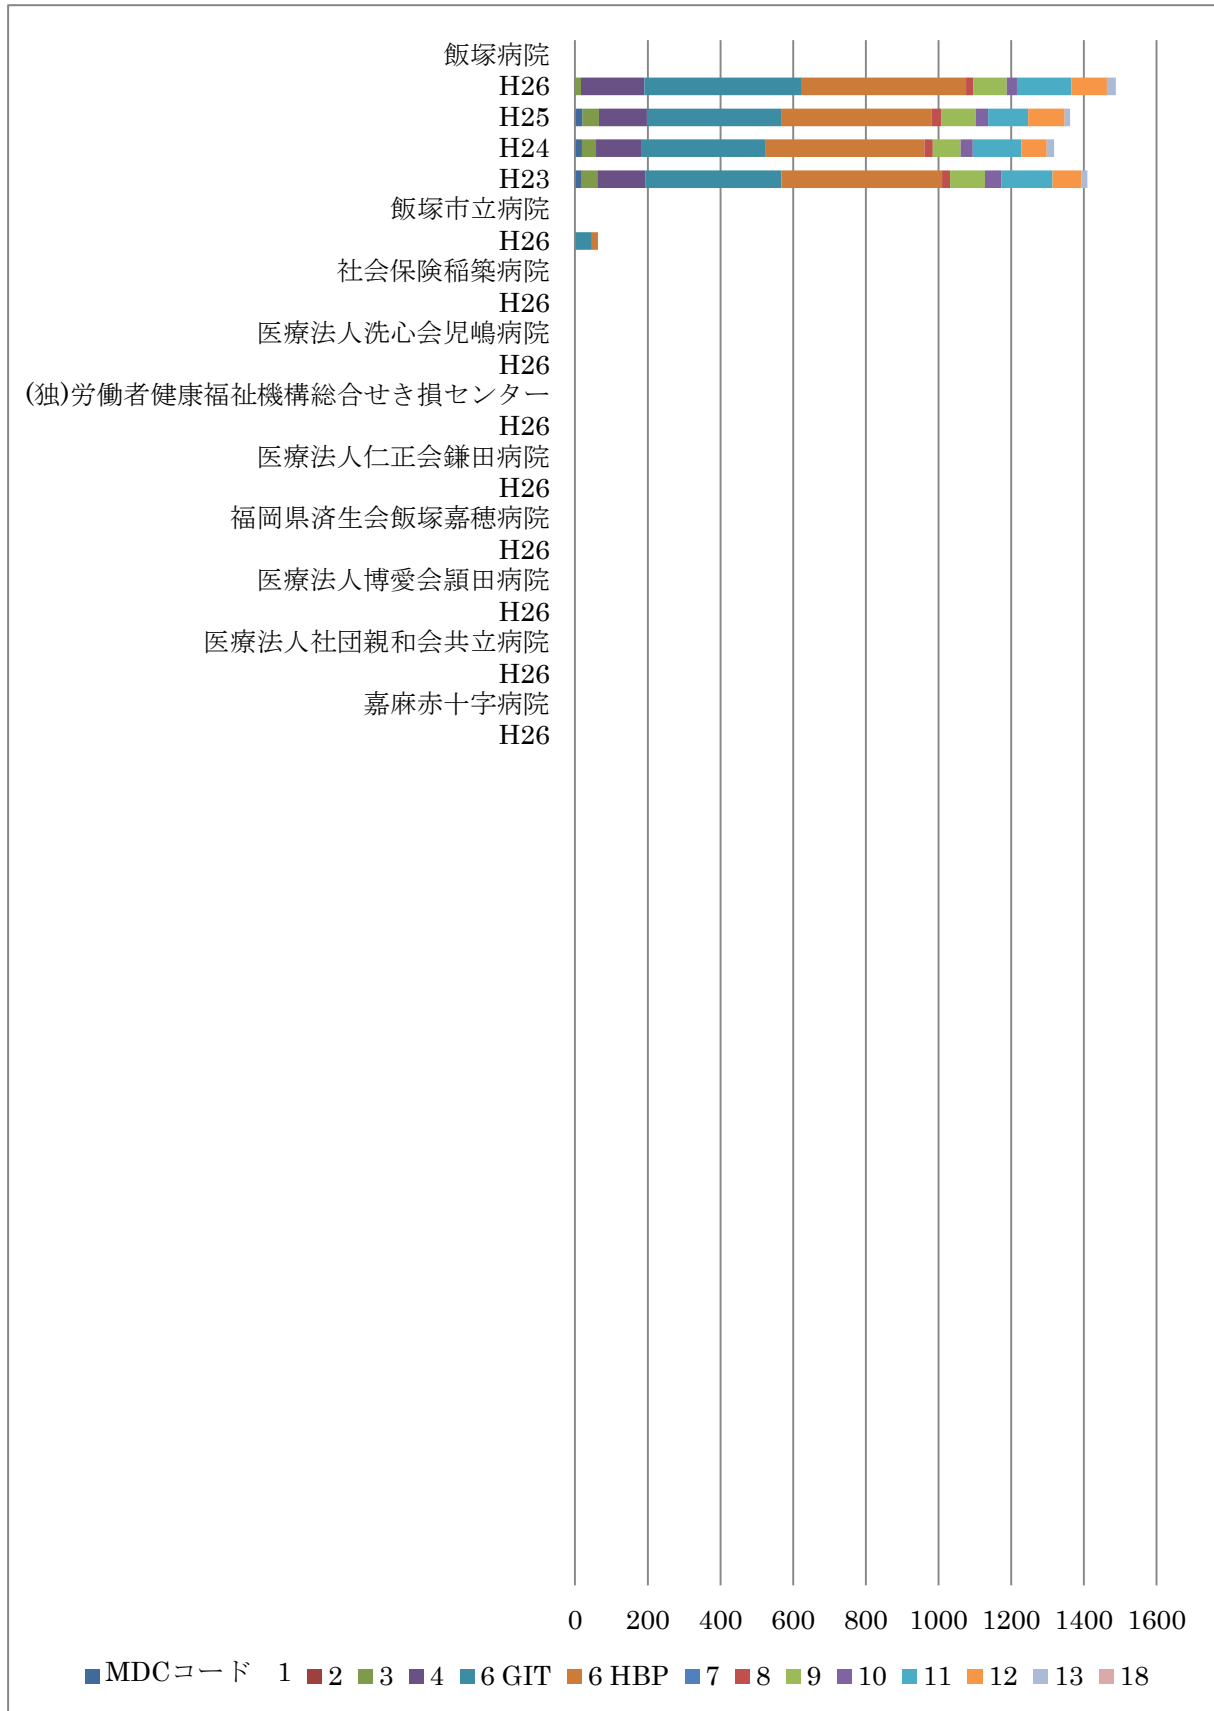 飯塚病院
H26
H25
H24
H23
飯塚市立病院
H26
社会保険稲築病院
H26
医療法人洗心会児嶋病院
H26
(独)労働者健康福祉機構総合せき損センター
H26
医療法人仁正会鎌田病院
H26
福岡県済生会飯塚嘉穂病院
H26
医療法人博愛会頴田病院
H26
医療法人社団親和会共立病院
H26
嘉麻赤十字病院
H26
0 200 400 600 800 1000 1200 1400 1600
MDCコード 1 2 3 4 6 GIT 6 HBP 7 8 9 10 11 12 13 18